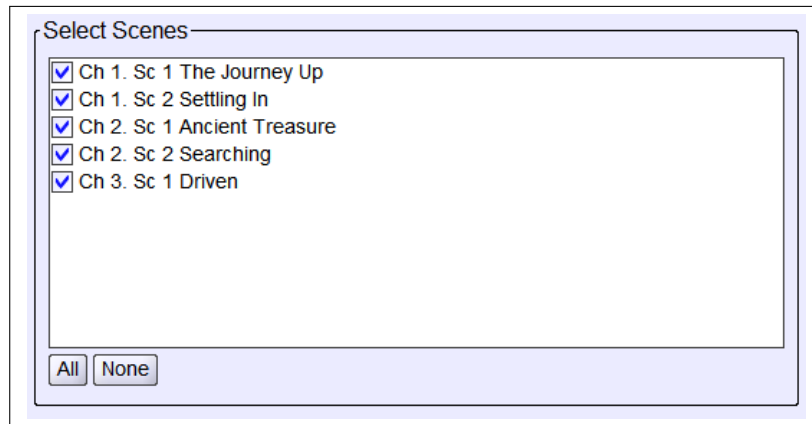 Select Scenes
Ch 1. Sc 1 The Journey Up
Ch 1. Sc 2 Settling In
Ch 2. Sc 1 Ancient Treasure
Ch 2. Sc 2 Searching
Ch 3. Sc 1 Driven
All None